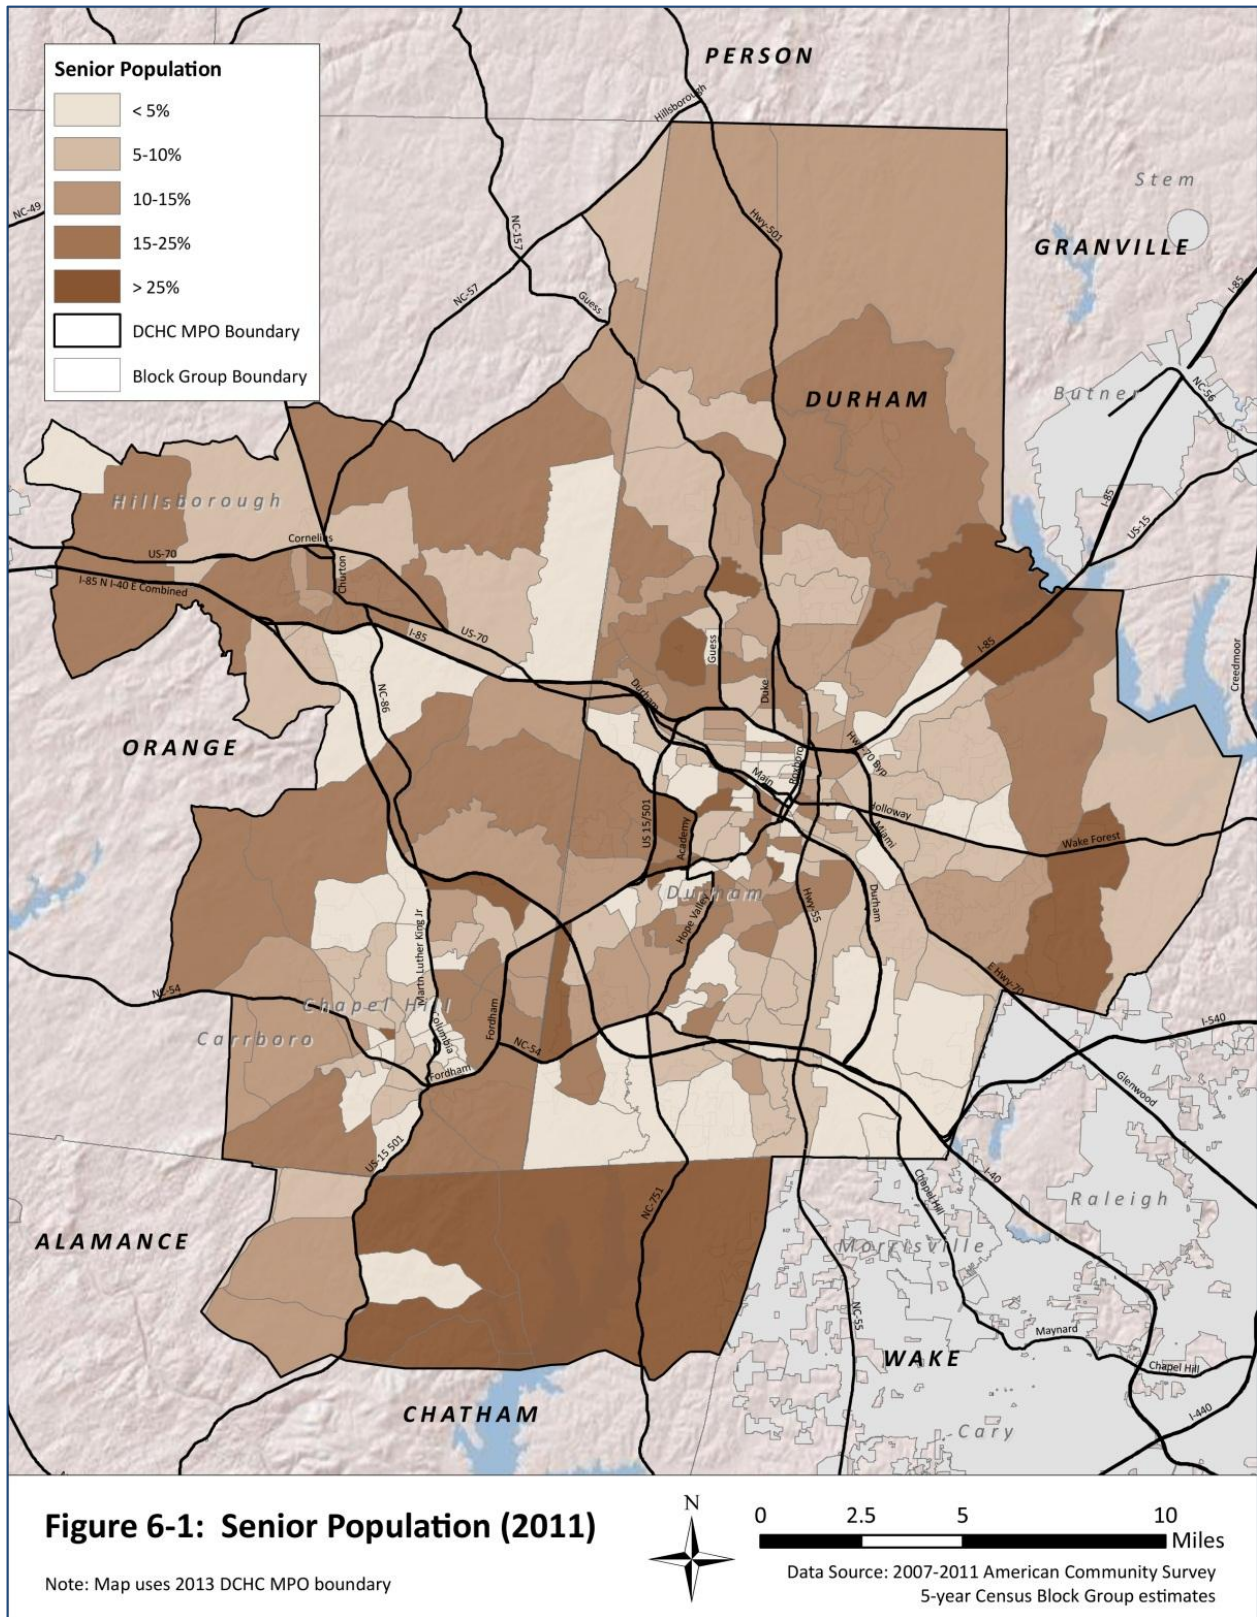 PERSON
Senior Population
< 5%
5-10%
10-15%
15-25%
> 25%
DCHC MPO Boundary
Block Group Boundary
Hillsborough
Stem
NC-49
NC-157
Hwy-501
GRANVILLE
I-85
NC-57
Guess
DURHAM
Butner
NC-56
Hillsborough
I-85
US-15
Cornelius
US-70
Churton
I-85 N I-40 E Combined
I-85
US-70
Guess
I-85
Creedmoor
NC-86
Durham
Duke
ORANGE
Hwy-70 Byp
Roxboro
Main
US 15/501
Academy
Holloway
Miami
Wake Forest
Durham
Durham
Hope Valley
Hwy-55
Martin Luther King Jr
E Hwy-70
NC-54
Chapel Hill
Columbia
Fordham
Carrboro
NC-54
I-540
Fordham
Glenwood
US-15 501
I-40
Chapel Hill
Raleigh
NC-751
ALAMANCE
Morrisville
NC-55
Maynard
WAKE
Chapel Hill
CHATHAM
I-440
Cary
Figure 6-1: Senior Population (2011)
Note: Map uses 2013 DCHC MPO boundary
N
0 2.5 5 10
Miles
Data Source: 2007-2011 American Community Survey
5-year Census Block Group estimates